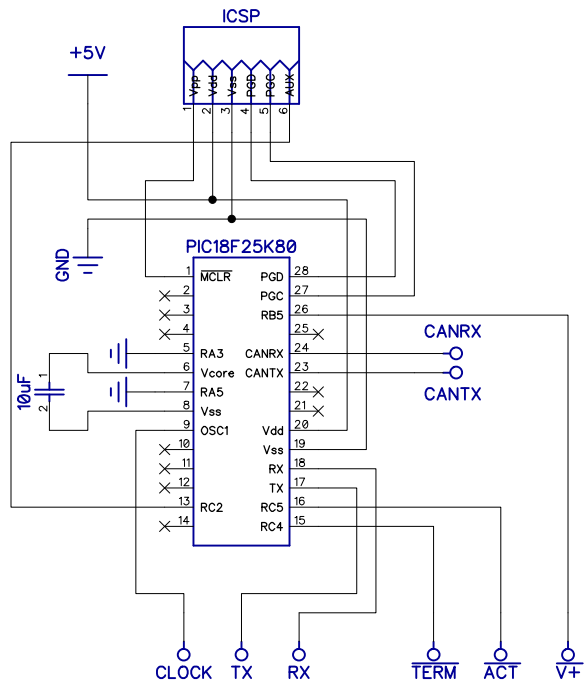 ICSP
+5V
Vpp Vdd Vss PGD PGC AUX
1 2 3 4 5 6
GND
PIC18F25K80
1 MCLR PGD 28
2 PGC 27
3 RB5 26
4 25
CANRX
5 RA3 CANRX 24
6 Vcore CANTX 23
CANTX
10uF 1 2
7 RA5 22
8 Vss 21
9 OSC1 Vdd 20
10 Vss 19
11 RX 18
12 TX 17
13 RC2 RC5 16
14 RC4 15
CLOCK TX RX TERM ACT V+